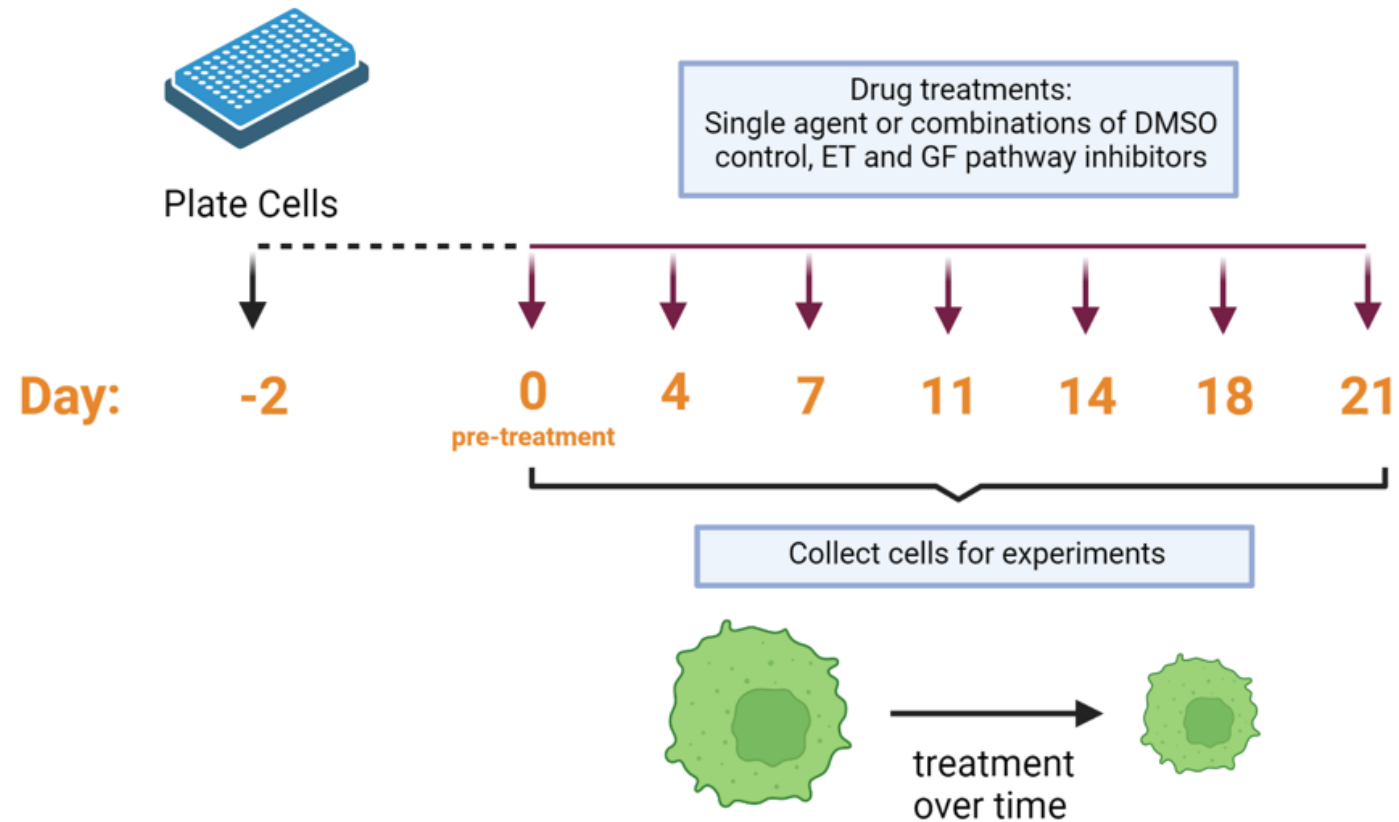 Drug treatments:
Single agent or combinations of DMSO
control, ET and GF pathway inhibitors
Plate Cells
Day: -2 0 4 7 11 14 18 21
pre-treatment
Collect cells for experiments
treatment
over time